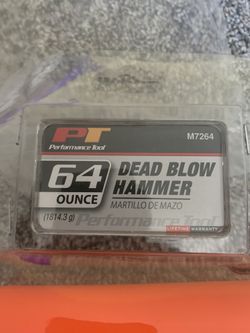 PT
Performance Tool
M7264
64
OUNCE
(1814.3 g)
DEAD BLOW
HAMMER
MARTILLO DE MAZO
Performance Tool
LIFETIME WARRANTY